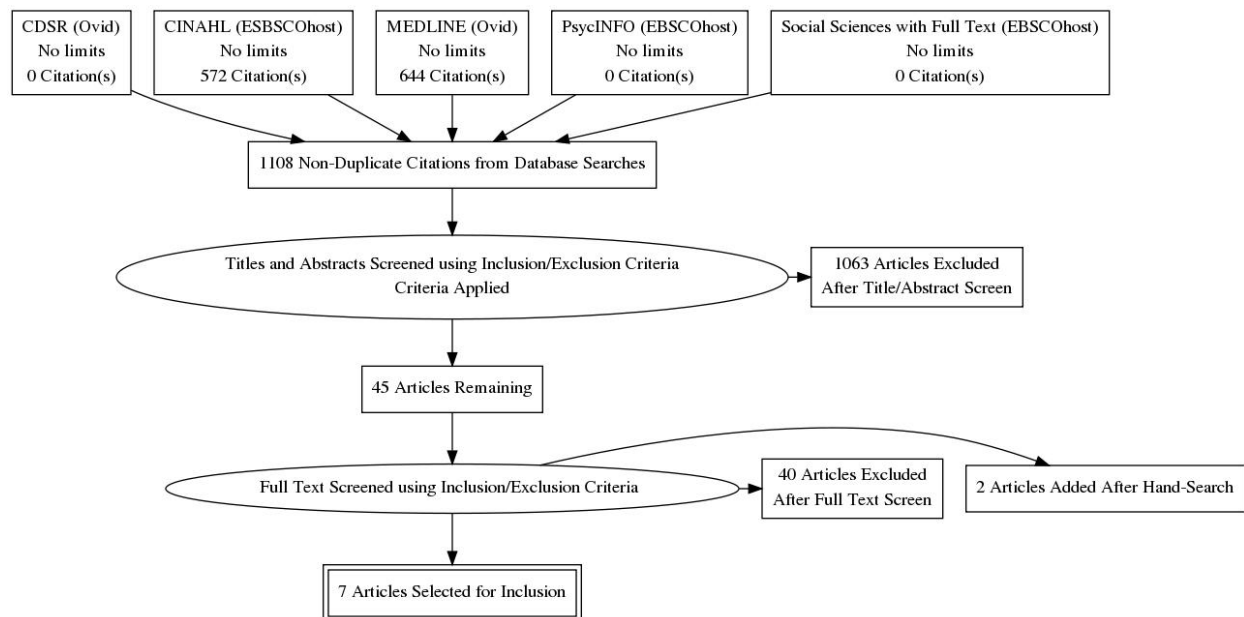 CDSR (Ovid)
No limits
0 Citation(s)
CINAHL (ESBSCOhost)
No limits
572 Citation(s)
MEDLINE (Ovid)
No limits
644 Citation(s)
PsycINFO (EBSCOhost)
No limits
0 Citation(s)
Social Sciences with Full Text (EBSCOhost)
No limits
0 Citation(s)
1108 Non-Duplicate Citations from Database Searches
Titles and Abstracts Screened using Inclusion/Exclusion Criteria
Criteria Applied
1063 Articles Excluded
After Title/Abstract Screen
45 Articles Remaining
Full Text Screened using Inclusion/Exclusion Criteria
40 Articles Excluded
After Full Text Screen
2 Articles Added After Hand-Search
7 Articles Selected for Inclusion